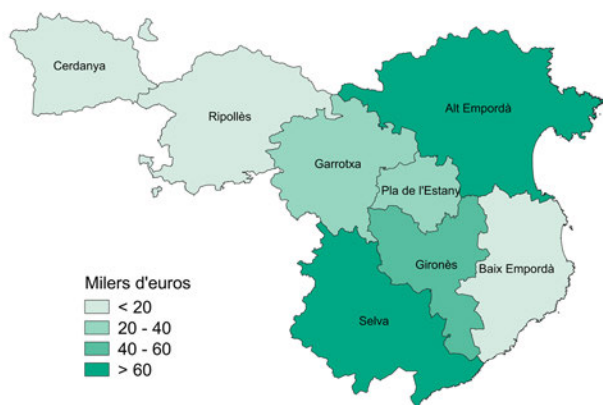 Cerdanya
Ripollès
Alt Empordà
Garrotxa
Pla de l'Estany
Gironès
Baix Empordà
Selva
Milers d'euros
< 20
20 - 40
40 - 60
> 60